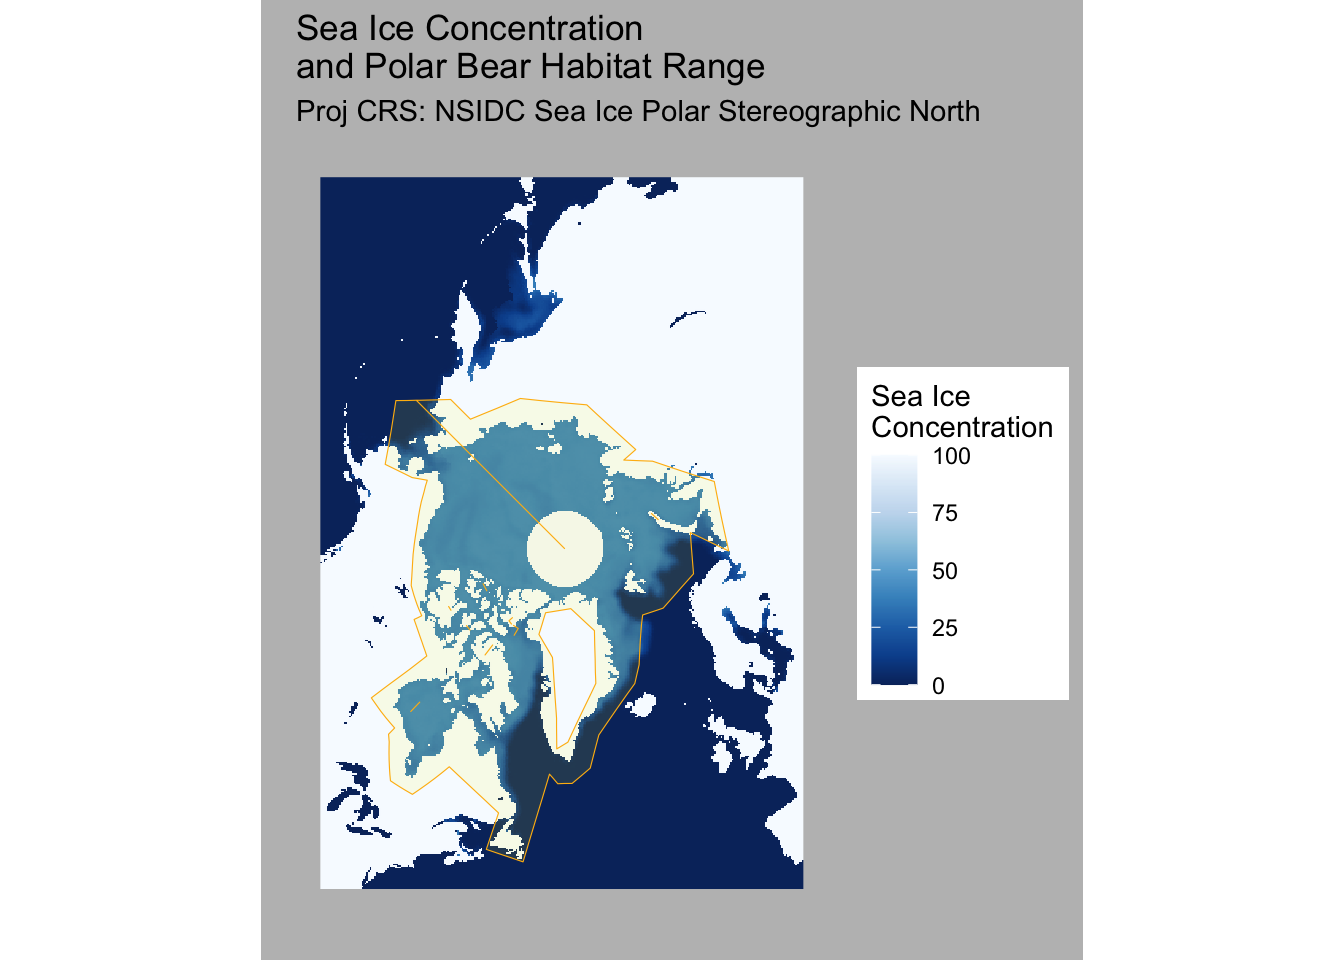 Sea Ice Concentration
and Polar Bear Habitat Range
Proj CRS: NSIDC Sea Ice Polar Stereographic North
Sea Ice
Concentration
100
75
50
25
0